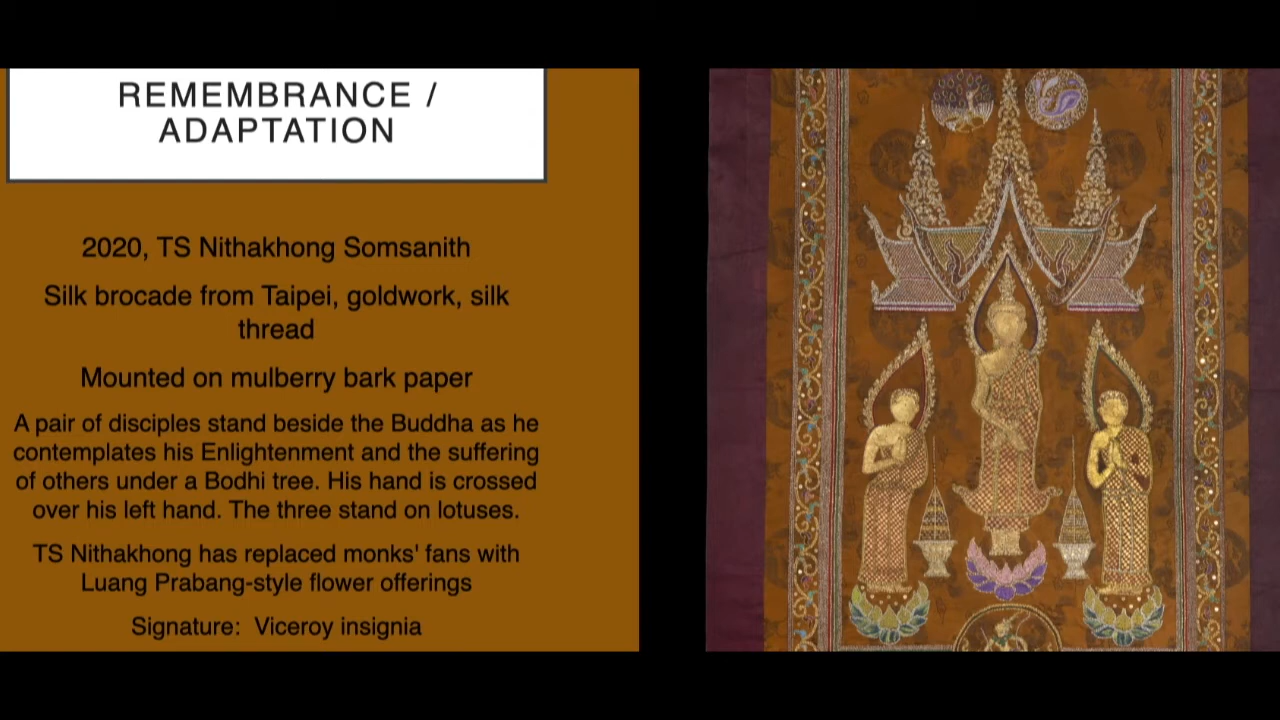 REMEMBRANCE /
ADAPTATION
2020, TS Nithakhong Somsanith
Silk brocade from Taipei, goldwork, silk
thread
Mounted on mulberry bark paper
A pair of disciples stand beside the Buddha as he
contemplates his Enlightenment and the suffering
of others under a Bodhi tree. His hand is crossed
over his left hand. The three stand on lotuses.
TS Nithakhong has replaced monks' fans with
Luang Prabang-style flower offerings
Signature: Viceroy insignia